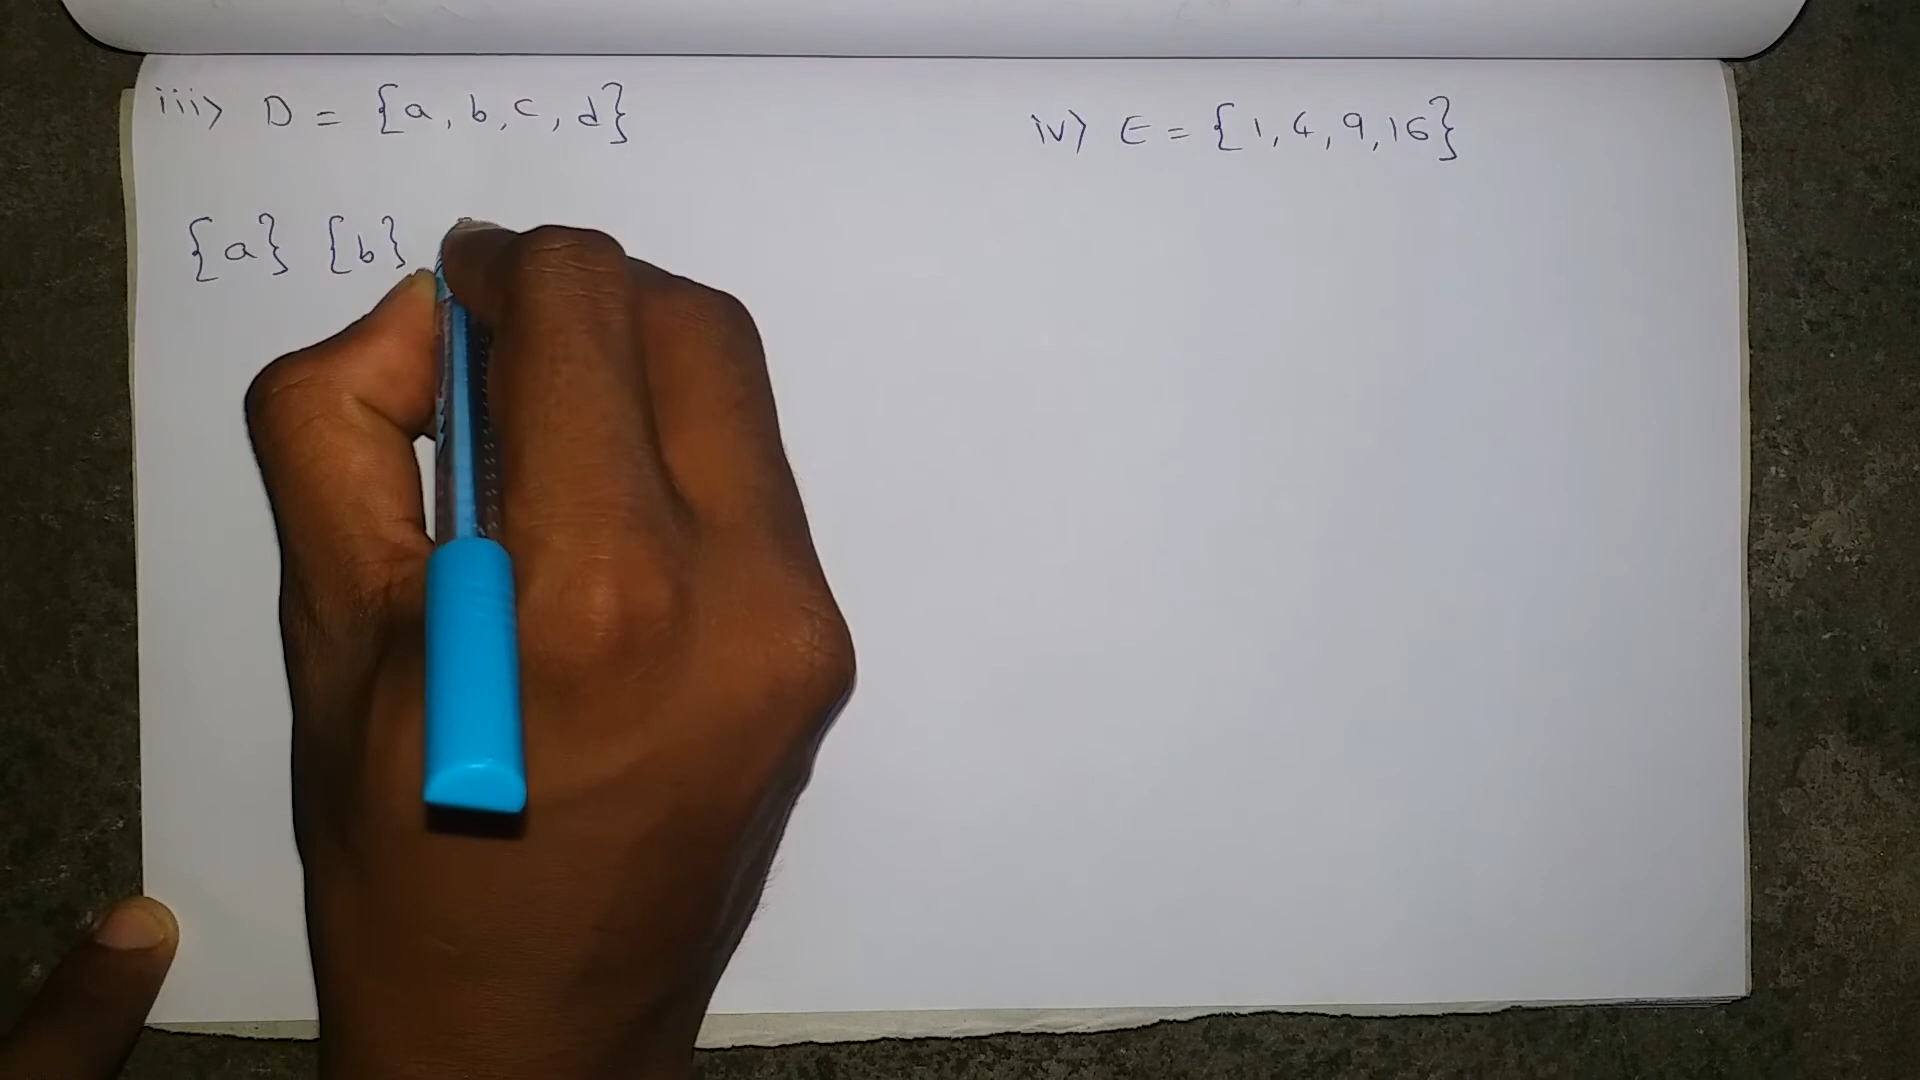 iii) D = {a, b, c, d}
iv) E = {1, 4, 9, 16}
{a} {b}